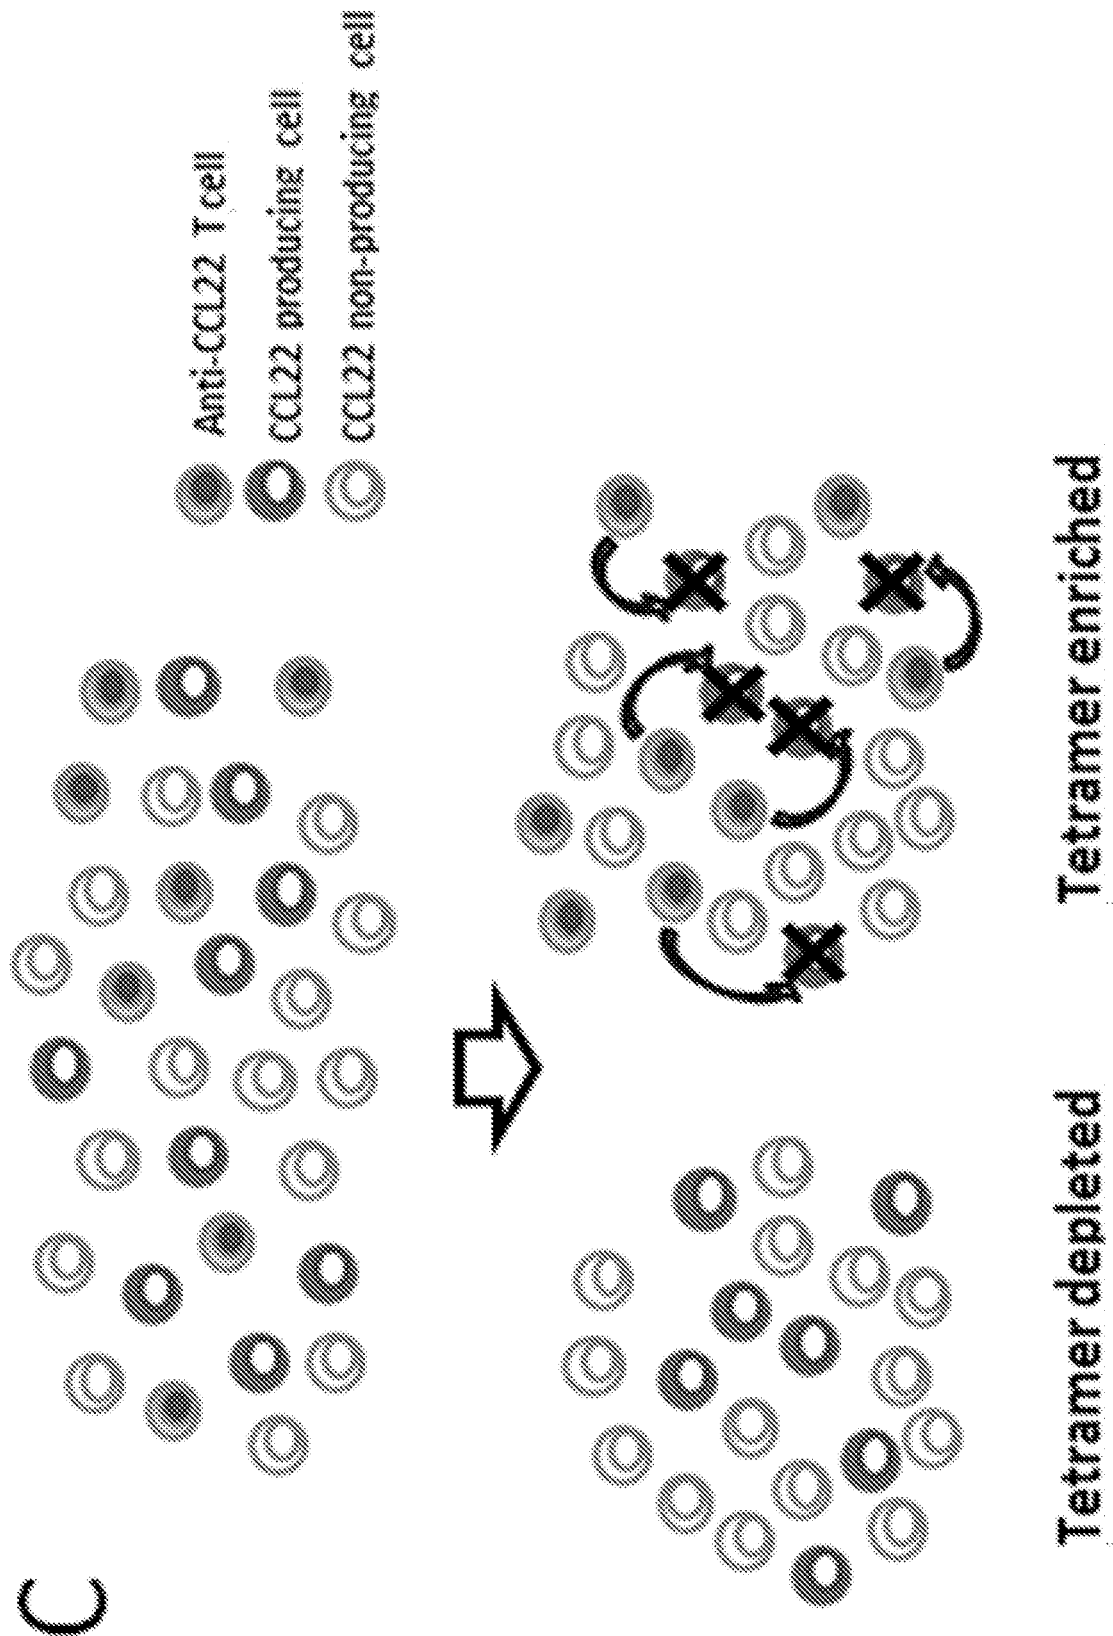 C
Anti-CCL22 T cell
CCL22 producing cell
CCL22 non-producing cell
Tetramer depleted
Tetramer enriched